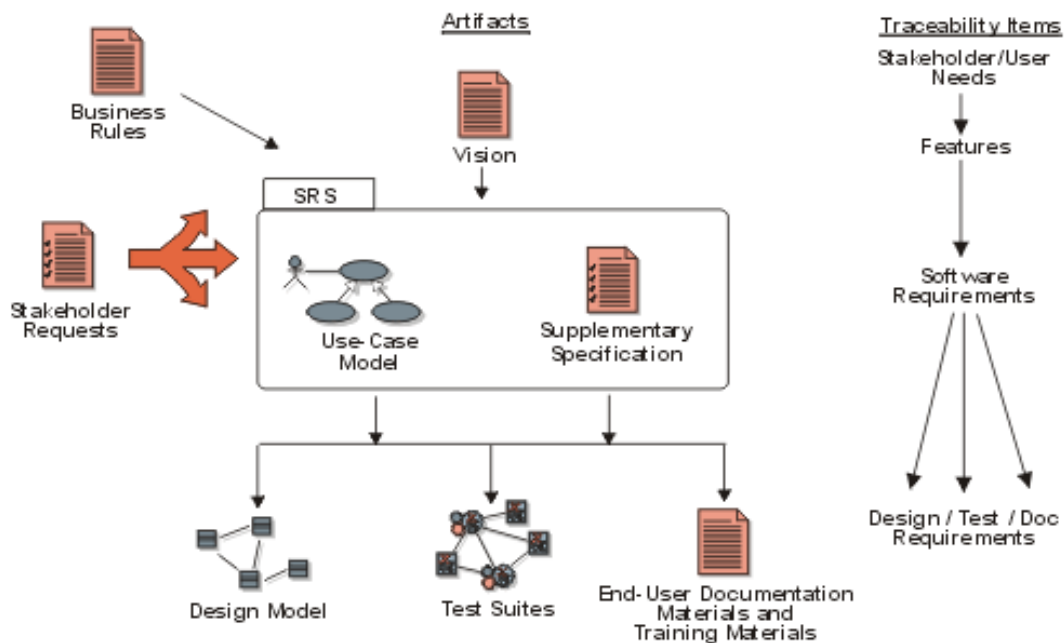 Artifacts
Traceability Items
Stakeholder/User
Needs
Business
Rules
Vision
Features
SRS
Stakeholder
Requests
Use-Case
Model
Supplementary
Specification
Software
Requirements
Design / Test / Doc
Requirements
Design Model
Test Suites
End-User Documentation
Materials and
Training Materials